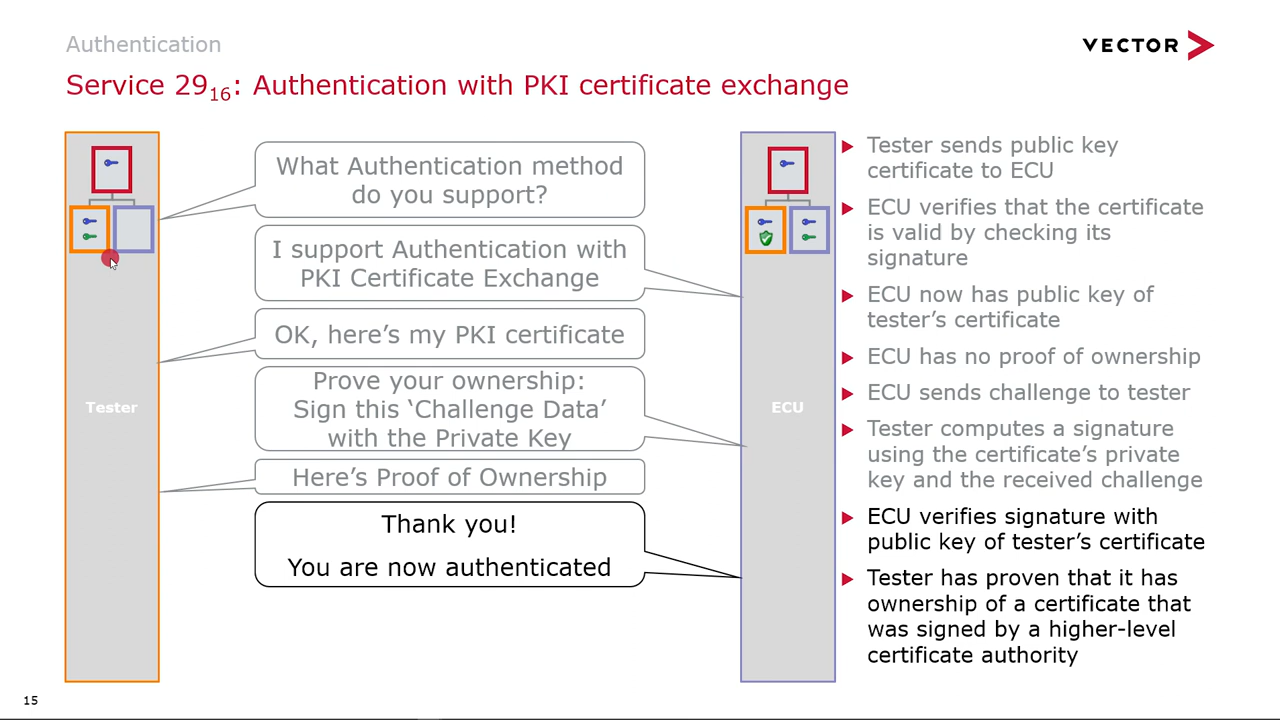 Authentication
VECTOR
Service 29₁₆: Authentication with PKI certificate exchange
Tester
What Authentication method
do you support?
I support Authentication with
PKI Certificate Exchange
OK, here’s my PKI certificate
Prove your ownership:
Sign this ‘Challenge Data’
with the Private Key
Here’s Proof of Ownership
Thank you!
You are now authenticated
ECU
Tester sends public key
certificate to ECU
ECU verifies that the certificate
is valid by checking its
signature
ECU now has public key of
tester’s certificate
ECU has no proof of ownership
ECU sends challenge to tester
Tester computes a signature
using the certificate’s private
key and the received challenge
ECU verifies signature with
public key of tester’s certificate
Tester has proven that it has
ownership of a certificate that
was signed by a higher-level
certificate authority
15